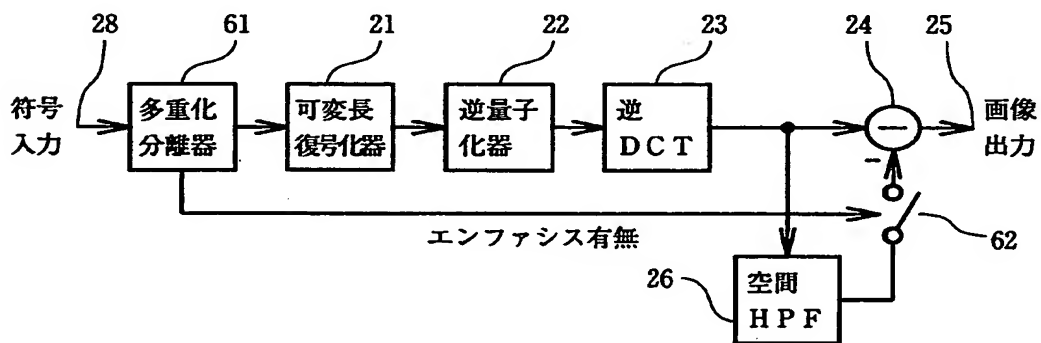 28
61
21
22
23
24
25
符号
入力
多重化
分離器
可変長
復号化器
逆量子
化器
逆
DCT
−
−
画像
出力
エンファシス有無
62
26
空間
HPF